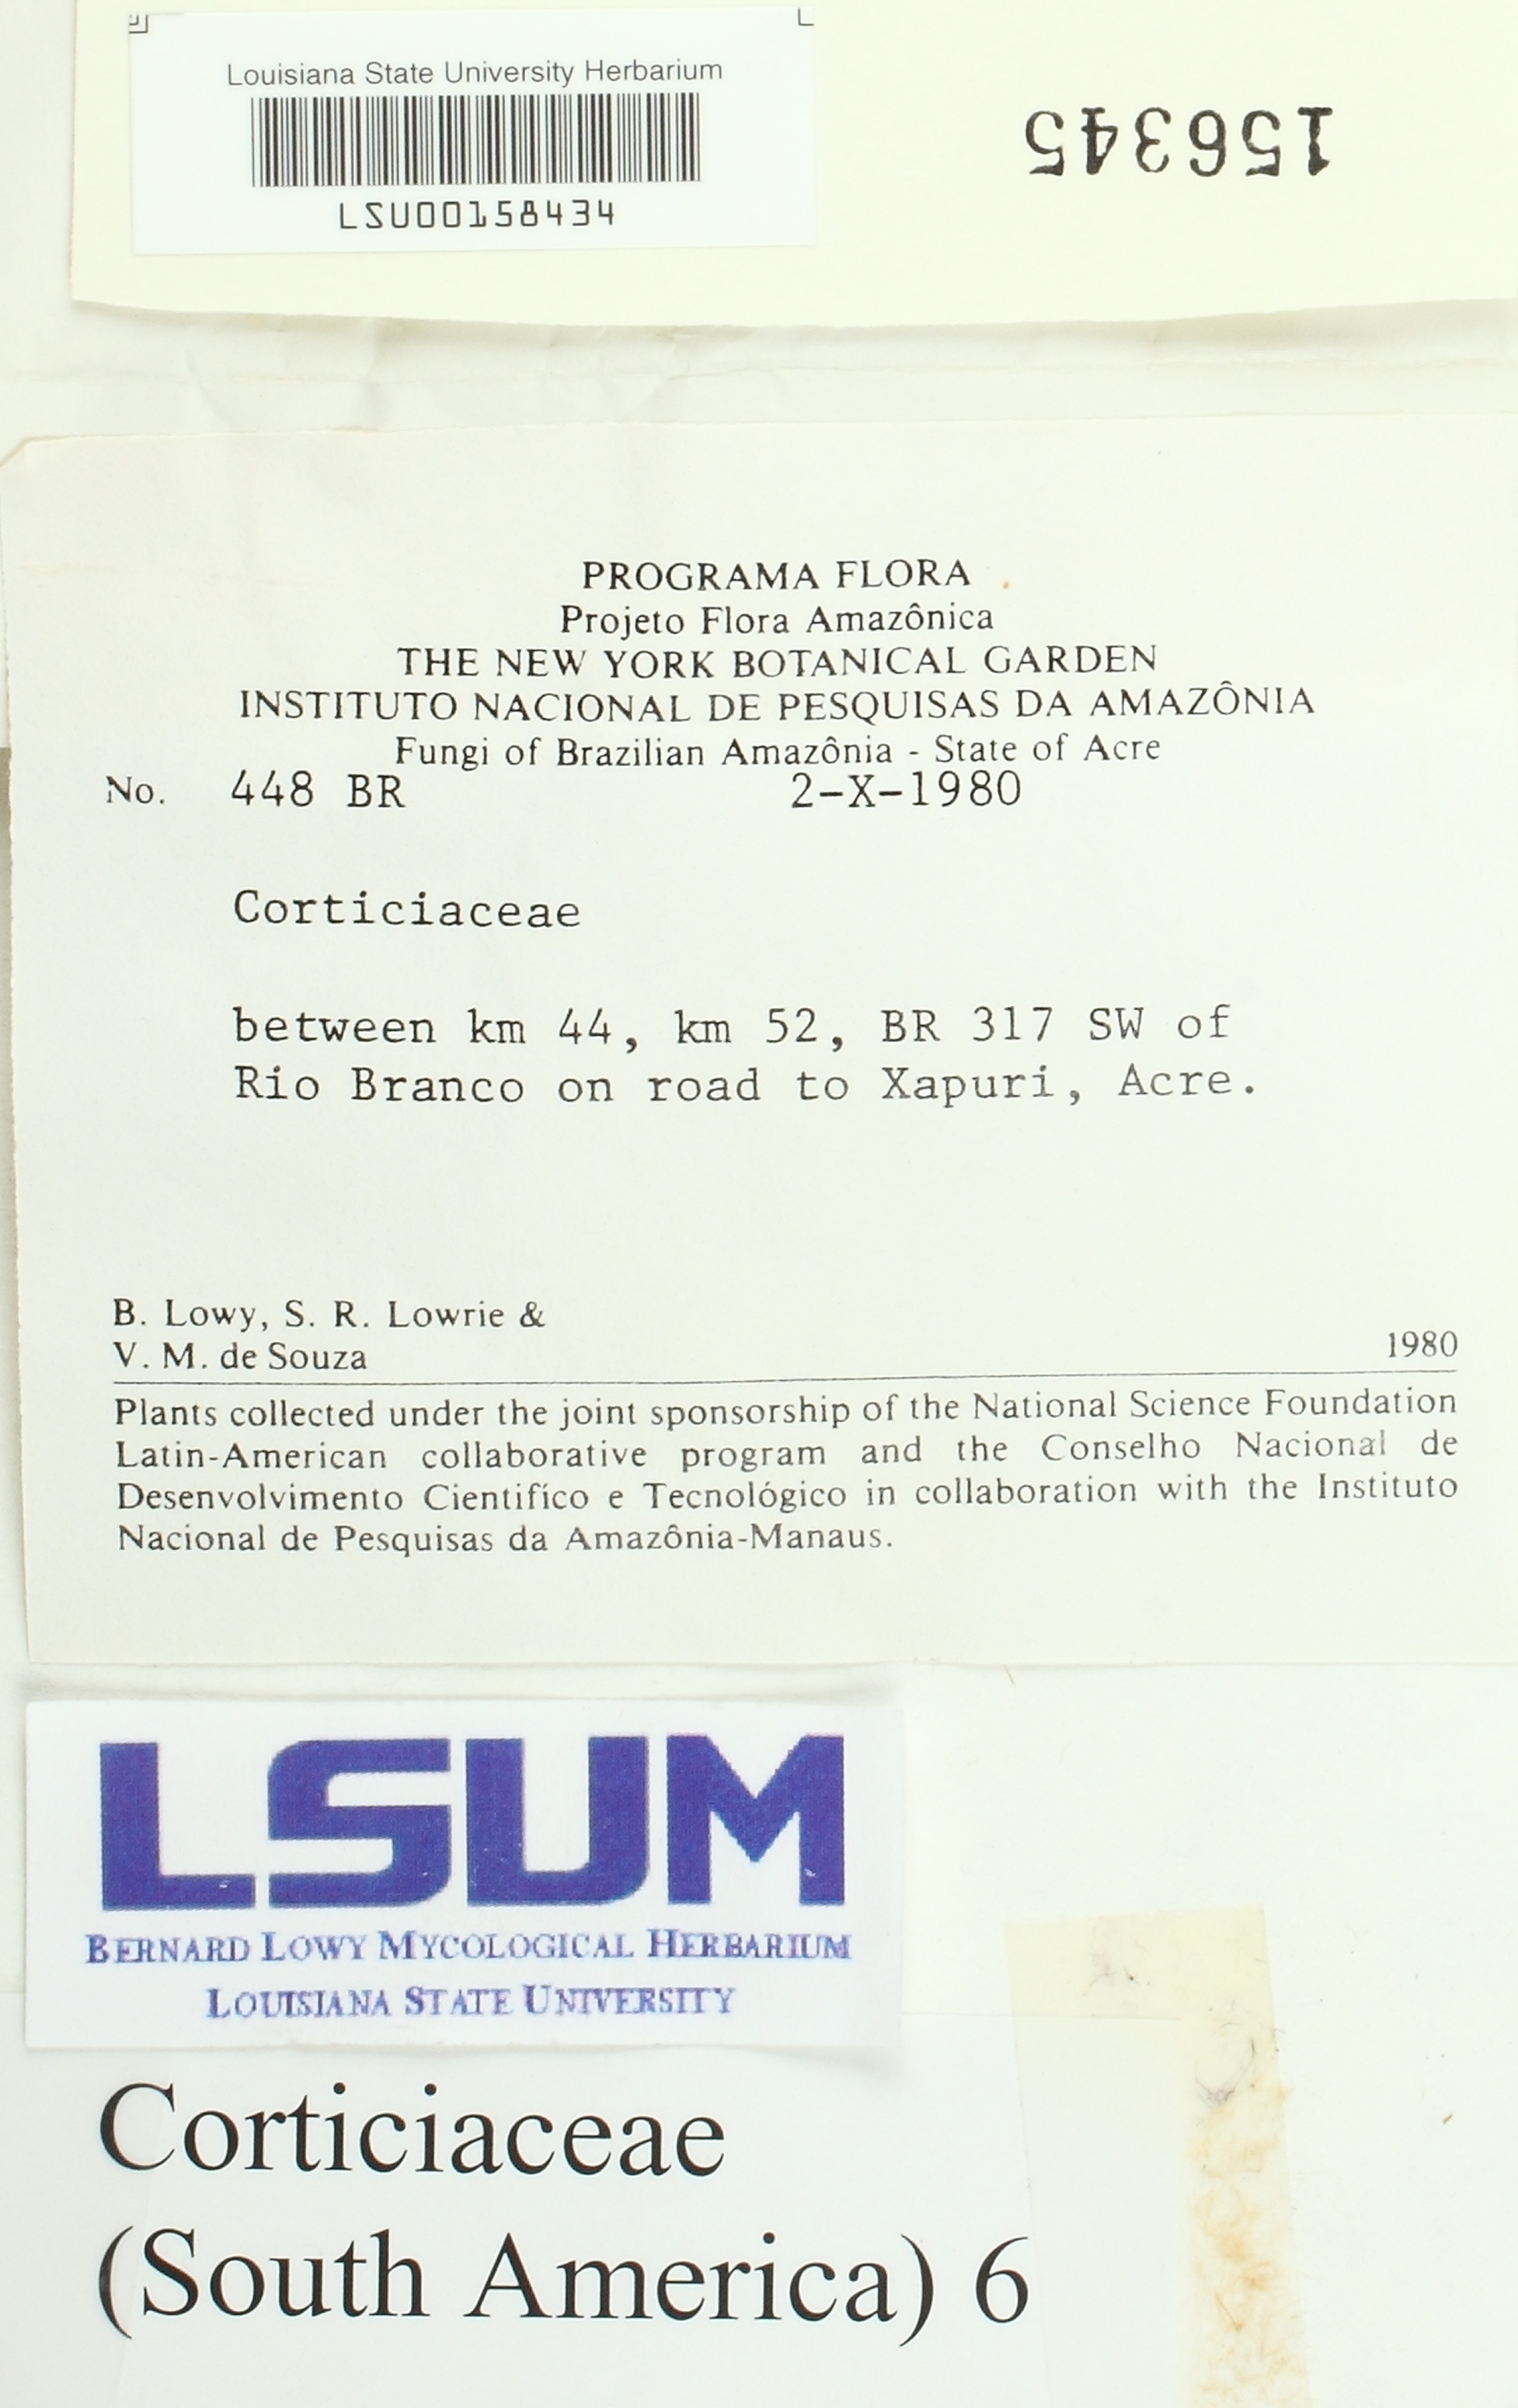 Louisiana State University Herbarium
LSU00158434
156345
PROGRAMA FLORA
Projeto Flora Amazônica
THE NEW YORK BOTANICAL GARDEN
INSTITUTO NACIONAL DE PESQUISAS DA AMAZÔNIA
Fungi of Brazilian Amazônia - State of Acre
No. 448 BR 2-X-1980
Corticiaceae
between km 44, km 52, BR 317 SW of
Rio Branco on road to Xapuri, Acre.
B. Lowy, S. R. Lowrie &
V. M. de Souza 1980
Plants collected under the joint sponsorship of the National Science Foundation
Latin-American collaborative program and the Conselho Nacional de
Desenvolvimento Cientifíco e Tecnológico in collaboration with the Instituto
Nacional de Pesquisas da Amazônia-Manaus.
LSUM
BERNARD LOWY MYCOLOGICAL HERBARIUM
LOUISIANA STATE UNIVERSITY
Corticiaceae
(South America) 6